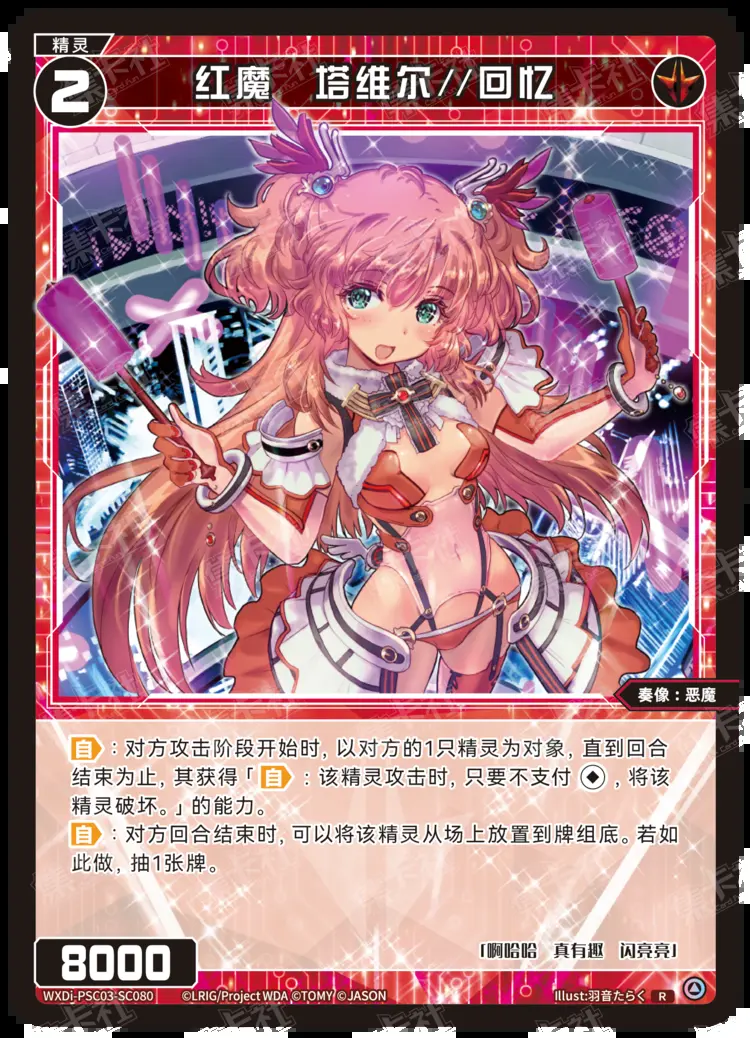 精灵
2
红魔 塔维尔//回忆
奏像：恶魔
自：对方攻击阶段开始时，以对方的1只精灵为对象，直到回合
结束为止，其获得「自：该精灵攻击时，只要不支付◆，将该
精灵破坏。」的能力。
自：对方回合结束时，可以将该精灵从场上放置到牌组底。若如
此做，抽1张牌。
「啊哈哈 真有趣 闪亮亮」
8000
WXDi-PSC03-SC080 ©LRIG/Project WDA ©TOMY ©JASON Illust:羽音たらく R